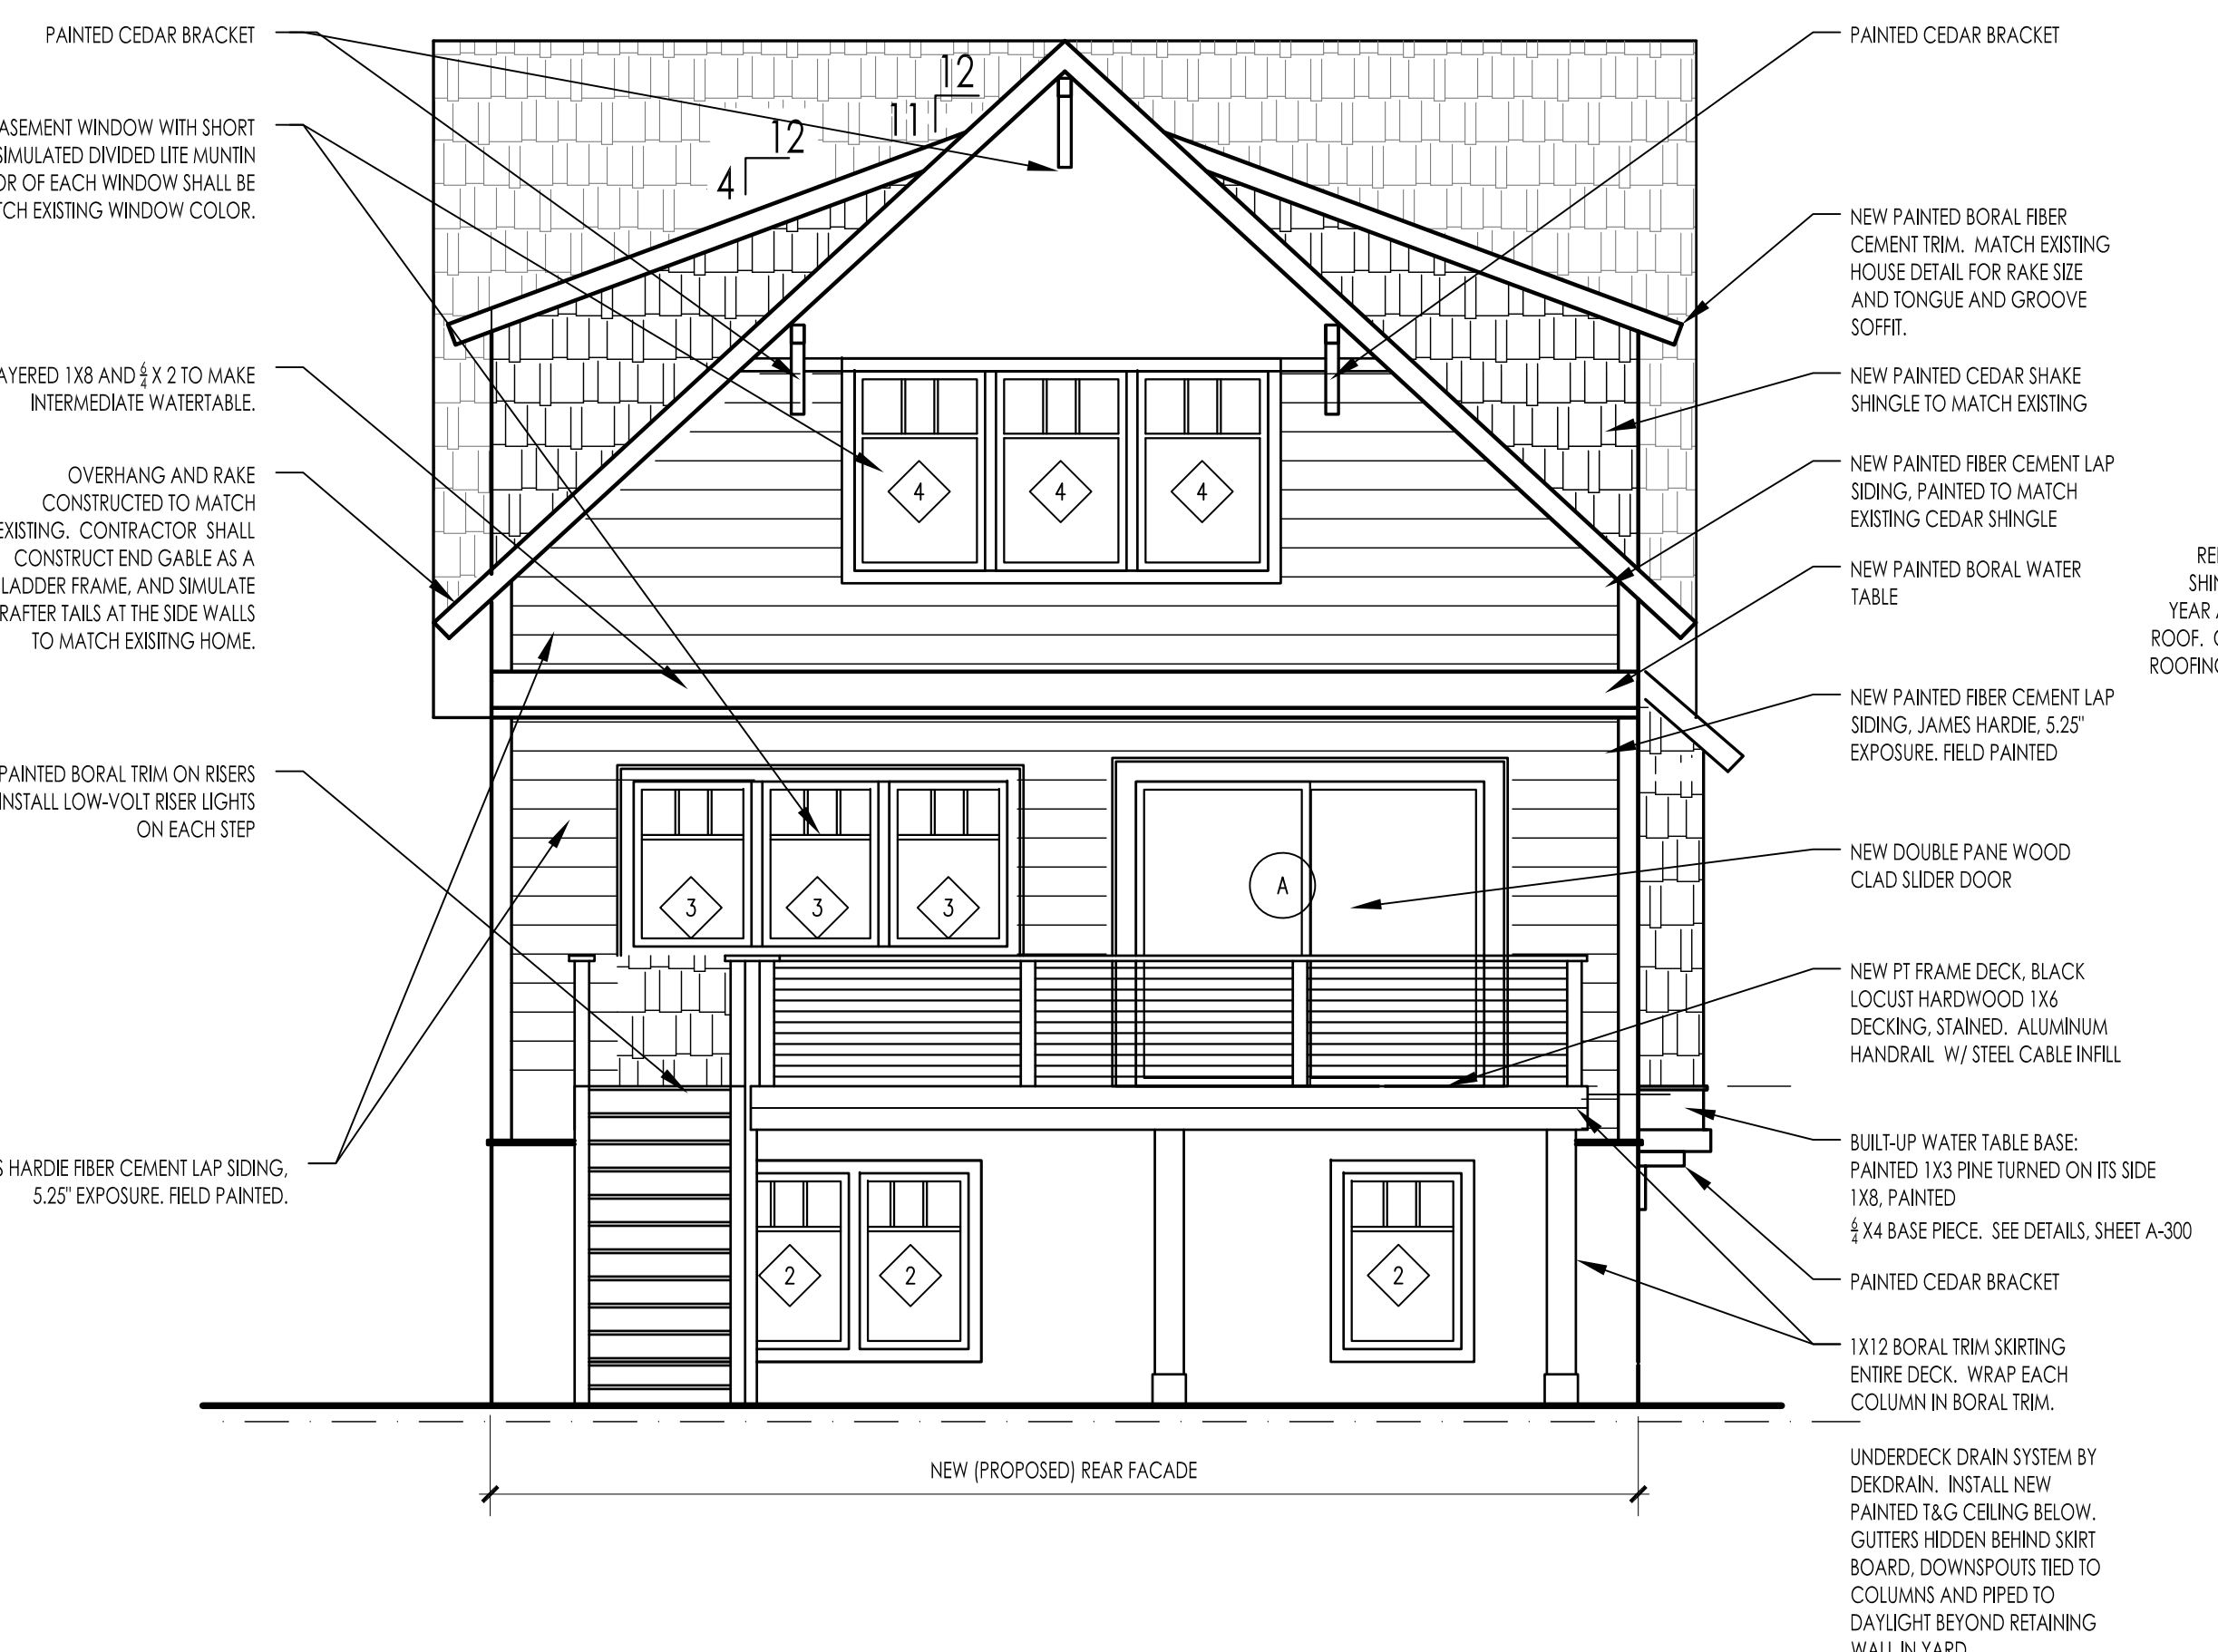 PAINTED CEDAR BRACKET
ASEMENT WINDOW WITH SHORT
SIMULATED DIVIDED LITE MUNTIN
OR OF EACH WINDOW SHALL BE
TCH EXISTING WINDOW COLOR.
AYERED 1X8 AND 6/4 X 2 TO MAKE
INTERMEDIATE WATERTABLE.
OVERHANG AND RAKE
CONSTRUCTED TO MATCH
EXISTING. CONTRACTOR SHALL
CONSTRUCT END GABLE AS A
LADDER FRAME, AND SIMULATE
RAFTER TAILS AT THE SIDE WALLS
TO MATCH EXISITNG HOME.
PAINTED BORAL TRIM ON RISERS
INSTALL LOW-VOLT RISER LIGHTS
ON EACH STEP
S HARDIE FIBER CEMENT LAP SIDING,
5.25" EXPOSURE. FIELD PAINTED.
12
11
12
4
4
4
4
3
3
3
A
2
2
2
NEW (PROPOSED) REAR FACADE
PAINTED CEDAR BRACKET
NEW PAINTED BORAL FIBER
CEMENT TRIM. MATCH EXISTING
HOUSE DETAIL FOR RAKE SIZE
AND TONGUE AND GROOVE
SOFFIT.
NEW PAINTED CEDAR SHAKE
SHINGLE TO MATCH EXISTING
NEW PAINTED FIBER CEMENT LAP
SIDING, PAINTED TO MATCH
EXISTING CEDAR SHINGLE
NEW PAINTED BORAL WATER
TABLE
NEW PAINTED FIBER CEMENT LAP
SIDING, JAMES HARDIE, 5.25"
EXPOSURE. FIELD PAINTED
NEW DOUBLE PANE WOOD
CLAD SLIDER DOOR
NEW PT FRAME DECK, BLACK
LOCUST HARDWOOD 1X6
DECKING, STAINED. ALUMINUM
HANDRAIL W/ STEEL CABLE INFILL
BUILT-UP WATER TABLE BASE:
PAINTED 1X3 PINE TURNED ON ITS SIDE
1X8, PAINTED
6/4 X4 BASE PIECE. SEE DETAILS, SHEET A-300
PAINTED CEDAR BRACKET
1X12 BORAL TRIM SKIRTING
ENTIRE DECK. WRAP EACH
COLUMN IN BORAL TRIM.
UNDERDECK DRAIN SYSTEM BY
DEKDRAIN. INSTALL NEW
PAINTED T&G CEILING BELOW.
GUTTERS HIDDEN BEHIND SKIRT
BOARD, DOWNSPOUTS TIED TO
COLUMNS AND PIPED TO
DAYLIGHT BEYOND RETAINING
WALL IN YARD
SHIN
YEAR
ROOF.
ROOFING